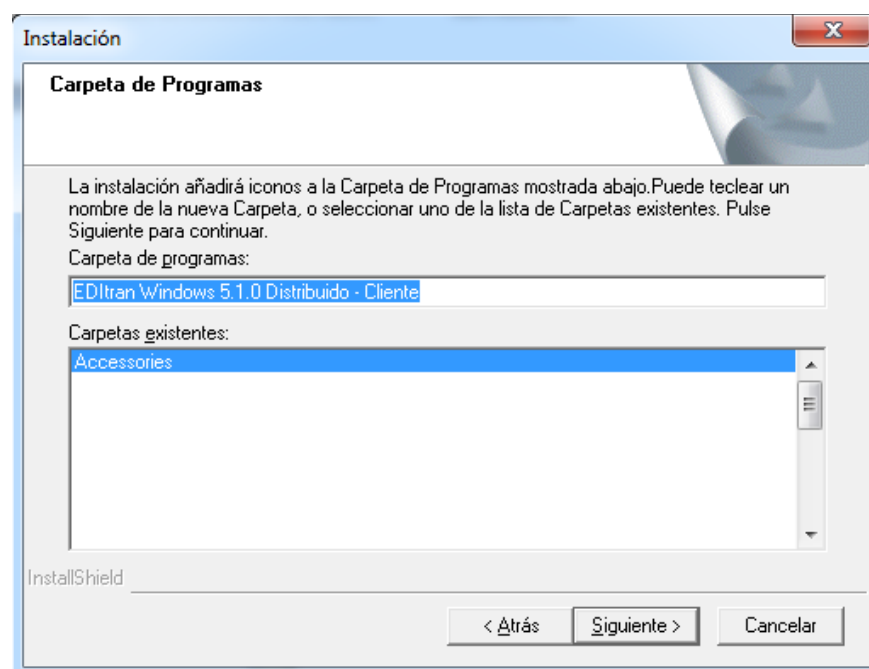 Instalación
Carpeta de Programas
La instalación añadirá iconos a la Carpeta de Programas mostrada abajo.Puede teclear un
nombre de la nueva Carpeta, o seleccionar uno de la lista de Carpetas existentes. Pulse
Siguiente para continuar.
Carpeta de programas:
EDItran Windows 5.1.0 Distribuido - Cliente
Carpetas existentes:
Accessories
InstallShield
< Atrás
Siguiente >
Cancelar